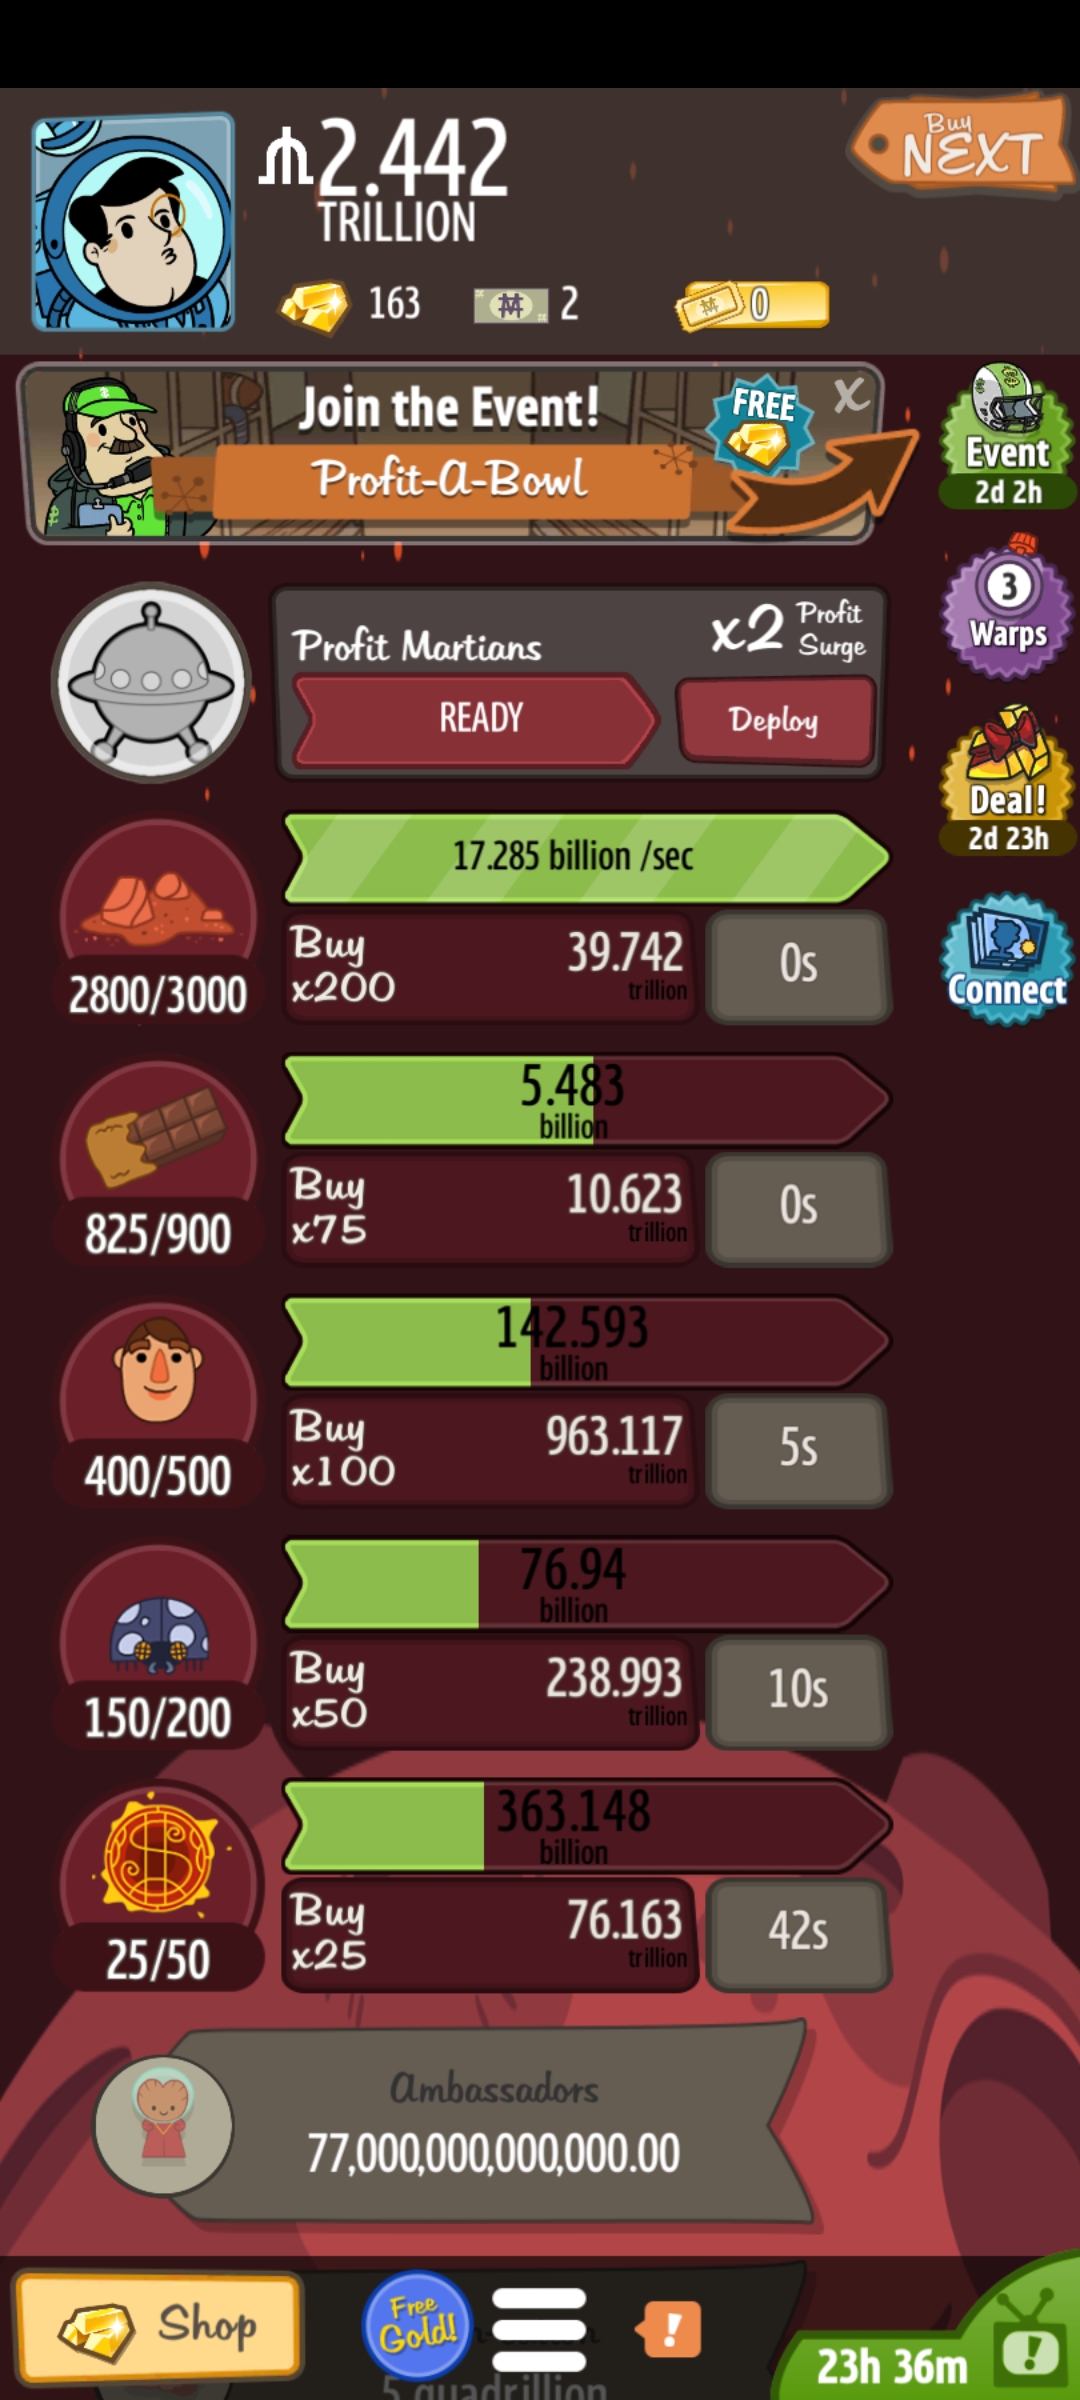 2.442
TRILLION
Buy
NEXT
163
2
0
Join the Event!
FREE
X
Profit-A-Bowl
Event
2d 2h
3
Warps
Profit Martians
x2 Profit Surge
READY
Deploy
Deal!
2d 23h
17.285 billion /sec
2800/3000
Buy
x200
39.742
trillion
0s
Connect
5.483
billion
825/900
Buy
x75
10.623
trillion
0s
142.593
billion
400/500
Buy
x100
963.117
trillion
5s
76.94
billion
150/200
Buy
x50
238.993
trillion
10s
363.148
billion
25/50
Buy
x25
76.163
trillion
42s
Ambassadors
77,000,000,000,000.00
Shop
Free
Gold!
!
5 quadrillion
23h 36m
!